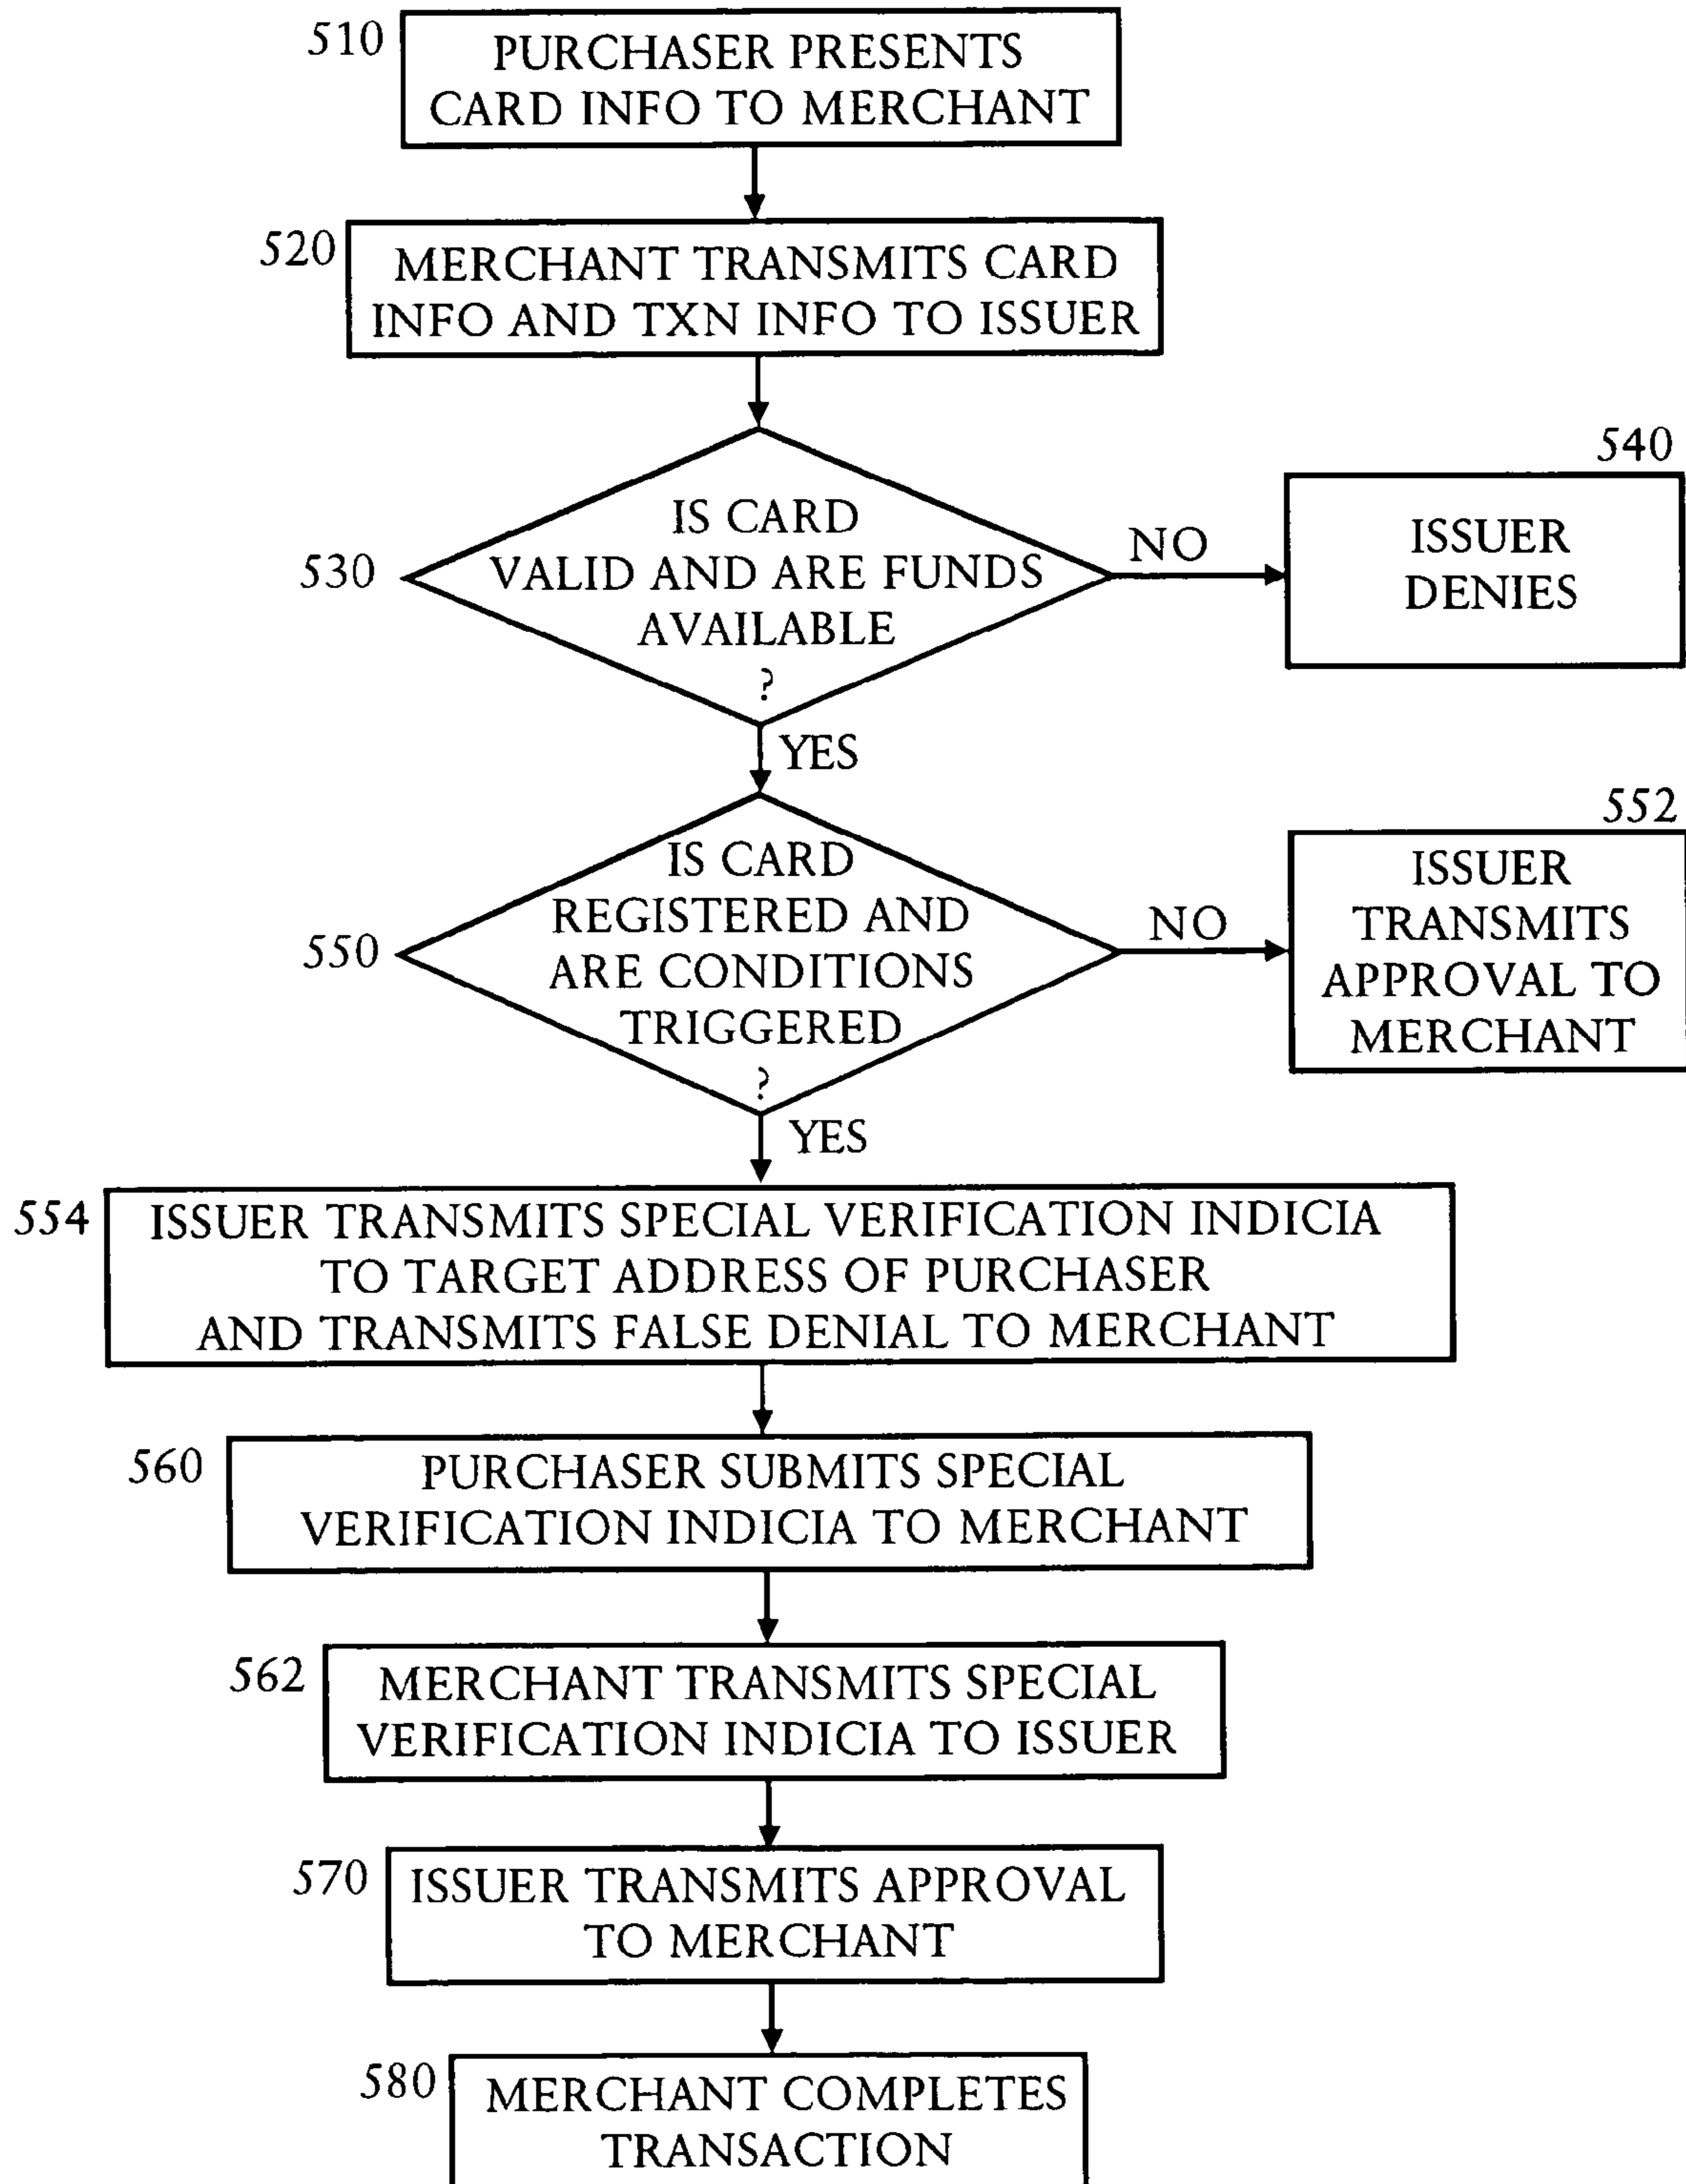 510
PURCHASER PRESENTS
CARD INFO TO MERCHANT
520
MERCHANT TRANSMITS CARD
INFO AND TXN INFO TO ISSUER
530
IS CARD
VALID AND ARE FUNDS
AVAILABLE
?
NO
540
ISSUER
DENIES
YES
550
IS CARD
REGISTERED AND
ARE CONDITIONS
TRIGGERED
?
NO
552
ISSUER
TRANSMITS
APPROVAL TO
MERCHANT
YES
554
ISSUER TRANSMITS SPECIAL VERIFICATION INDICIA
TO TARGET ADDRESS OF PURCHASER
AND TRANSMITS FALSE DENIAL TO MERCHANT
560
PURCHASER SUBMITS SPECIAL
VERIFICATION INDICIA TO MERCHANT
562
MERCHANT TRANSMITS SPECIAL
VERIFICATION INDICIA TO ISSUER
570
ISSUER TRANSMITS APPROVAL
TO MERCHANT
580
MERCHANT COMPLETES
TRANSACTION